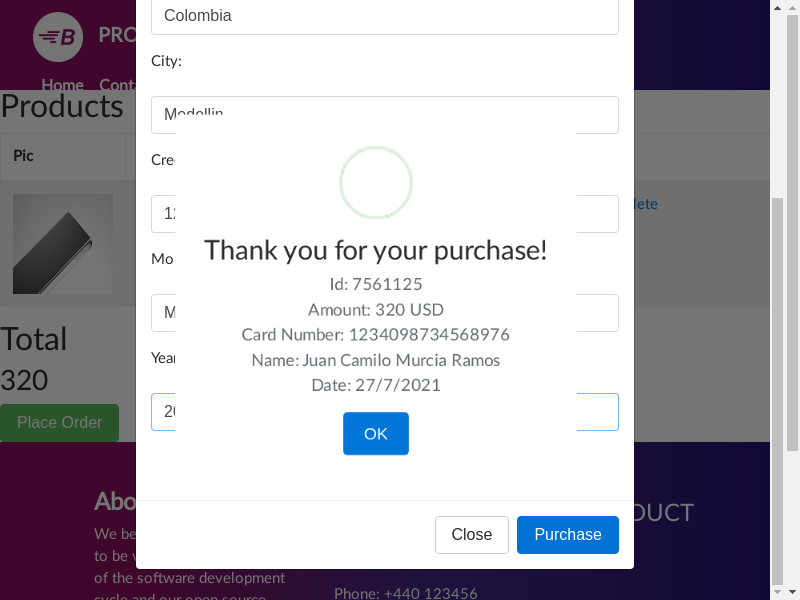 Colombia
PRO
City:
Home Cont
Products
Medellin
Pic
Cre
lete
12
Thank you for your purchase!
Mo
Id: 7561125
M
Amount: 320 USD
Card Number: 1234098734568976
Total
Year
Name: Juan Camilo Murcia Ramos
320
Date: 27/7/2021
20
Place Order
OK
Abo
DUCT
We be
Close
Purchase
to be
of the software development
cycle and our open source
Phone: +440 123456